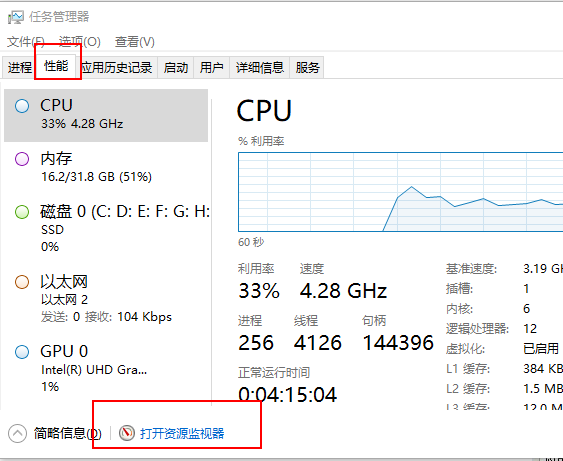 任务管理器
文件(F) 选项(O) 查看(V)
进程 性能 应用历史记录 启动 用户 详细信息 服务
CPU
33% 4.28 GHz
内存
16.2/31.8 GB (51%)
磁盘 0 (C: D: E: F: G: H:
SSD
0%
以太网
以太网 2
发送: 0 接收: 104 Kbps
GPU 0
Intel(R) UHD Gra...
1%
CPU
% 利用率
60 秒
利用率 速度
33% 4.28 GHz
进程 线程 句柄
256 4126 144396
正常运行时间
0:04:15:04
基准速度: 3.19 GH
插槽: 1
内核: 6
逻辑处理器: 12
虚拟化: 已启用
L1 缓存: 384 KB
L2 缓存: 1.5 MB
L3 缓存: 12.0 M
简略信息(D) 打开资源监视器